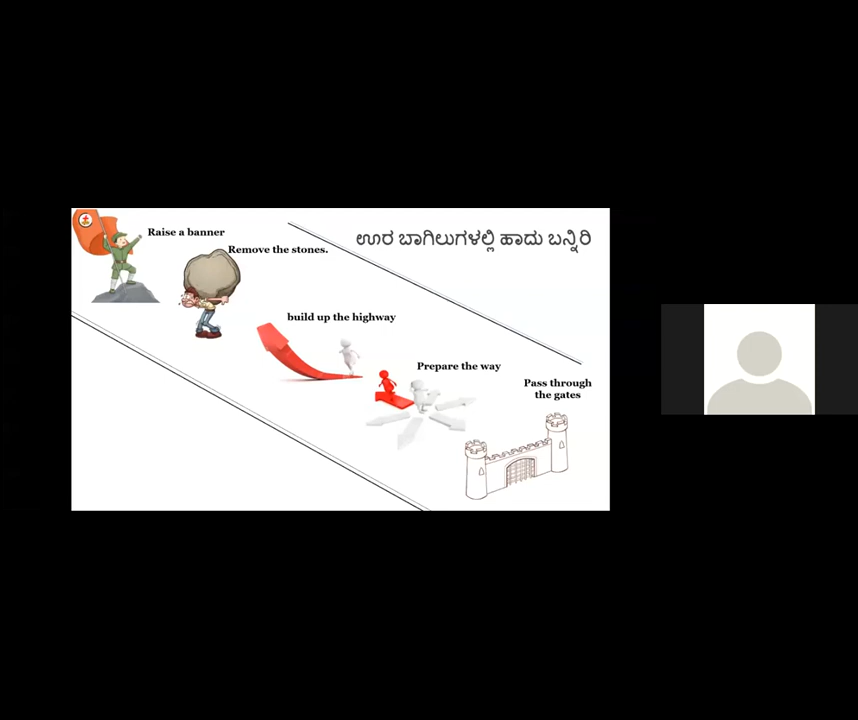 Raise a banner
ಊರ ಬಾಗಿಲುಗಳಲ್ಲಿ ಹಾದು ಬನ್ನಿರಿ
Remove the stones.
build up the highway
Prepare the way
Pass through
the gates